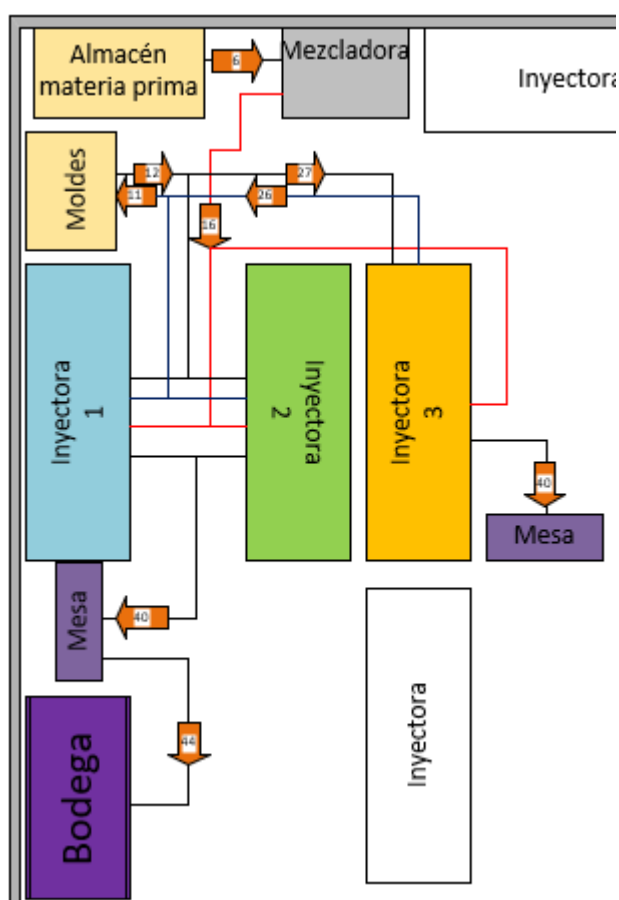 Almacén
materia prima
6
Mezcladora
Inyectora
Moldes
12
27
11
26
16
Inyectora
1
Inyectora
2
Inyectora
3
40
Mesa
Mesa
40
Inyectora
Bodega
44